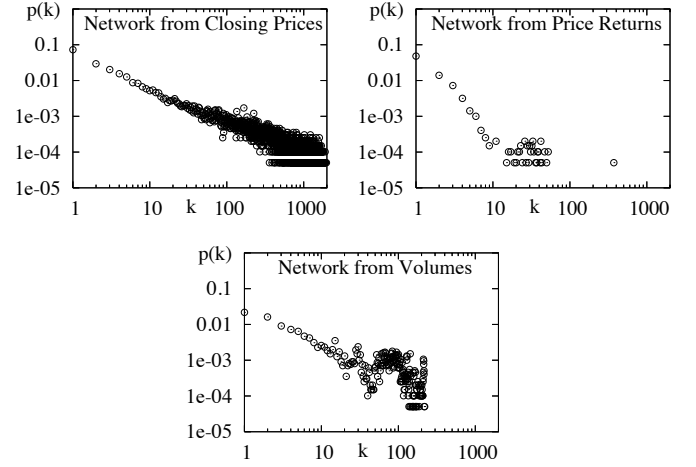 p(k) Network from Closing Prices
0.1
0.01
1e-03
1e-04
1e-05
1 10 k 100 1000
p(k) Network from Price Returns
0.1
0.01
1e-03
1e-04
1e-05
1 10 k 100 1000
p(k) Network from Volumes
0.1
0.01
1e-03
1e-04
1e-05
1 10 k 100 1000